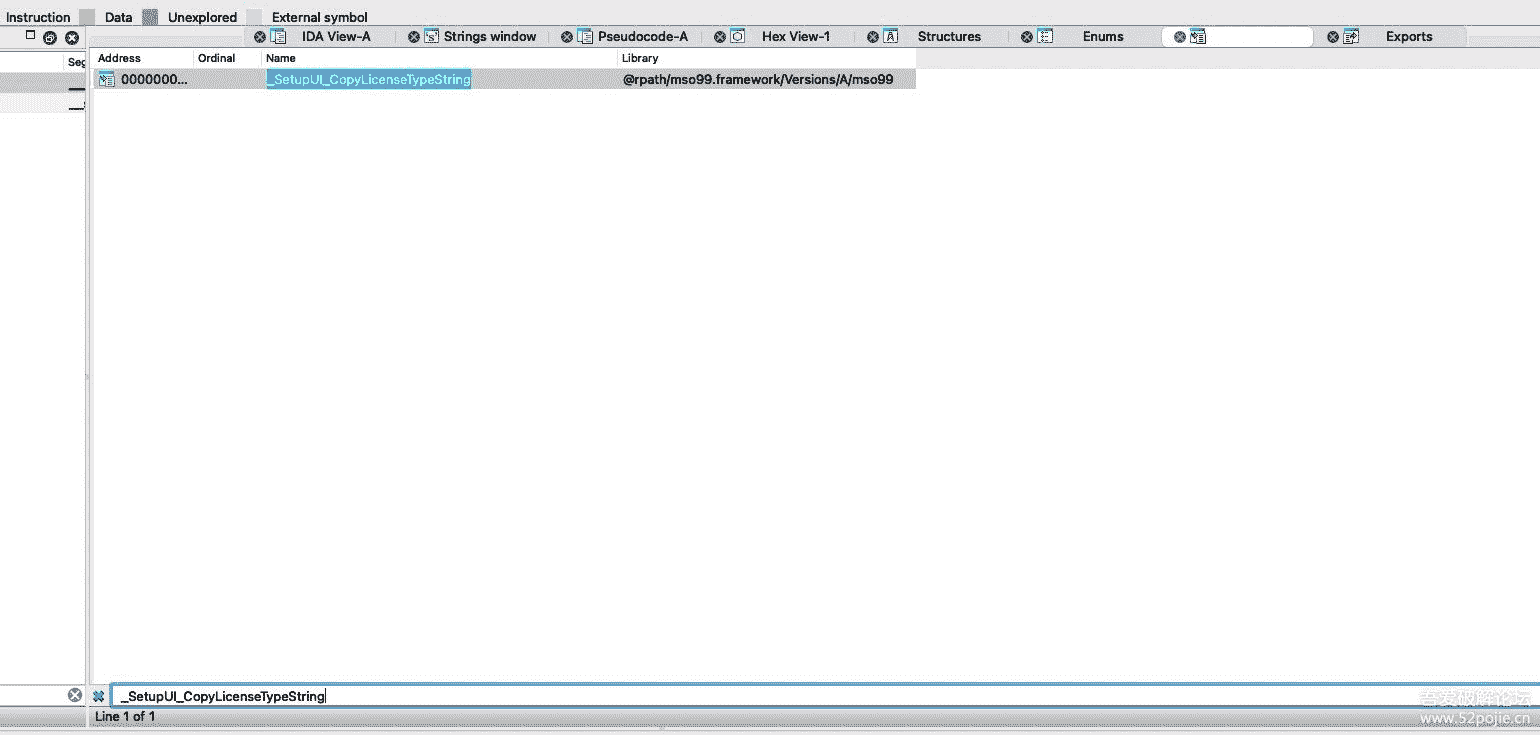 Instruction Data Unexplored External symbol
IDA View-A Strings window Pseudocode-A Hex View-1 Structures Enums Exports
Seg Address Ordinal Name Library
0000000... _SetupUI_CopyLicenseTypeString @rpath/mso99.framework/Versions/A/mso99
_SetupUI_CopyLicenseTypeString
Line 1 of 1
吾爱破解论坛
www.52pojie.cn